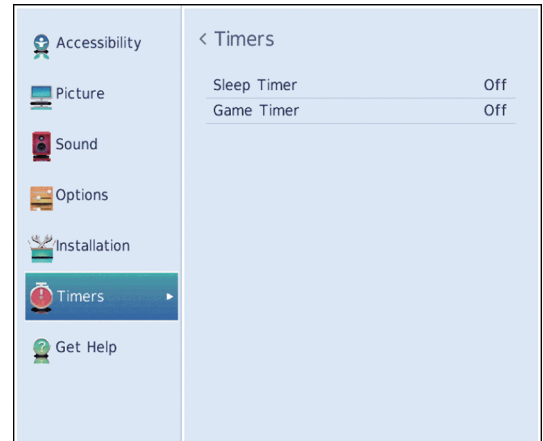 Accessibility
Picture
Sound
Options
Installation
Timers
Get Help
< Timers
Sleep Timer Off
Game Timer Off